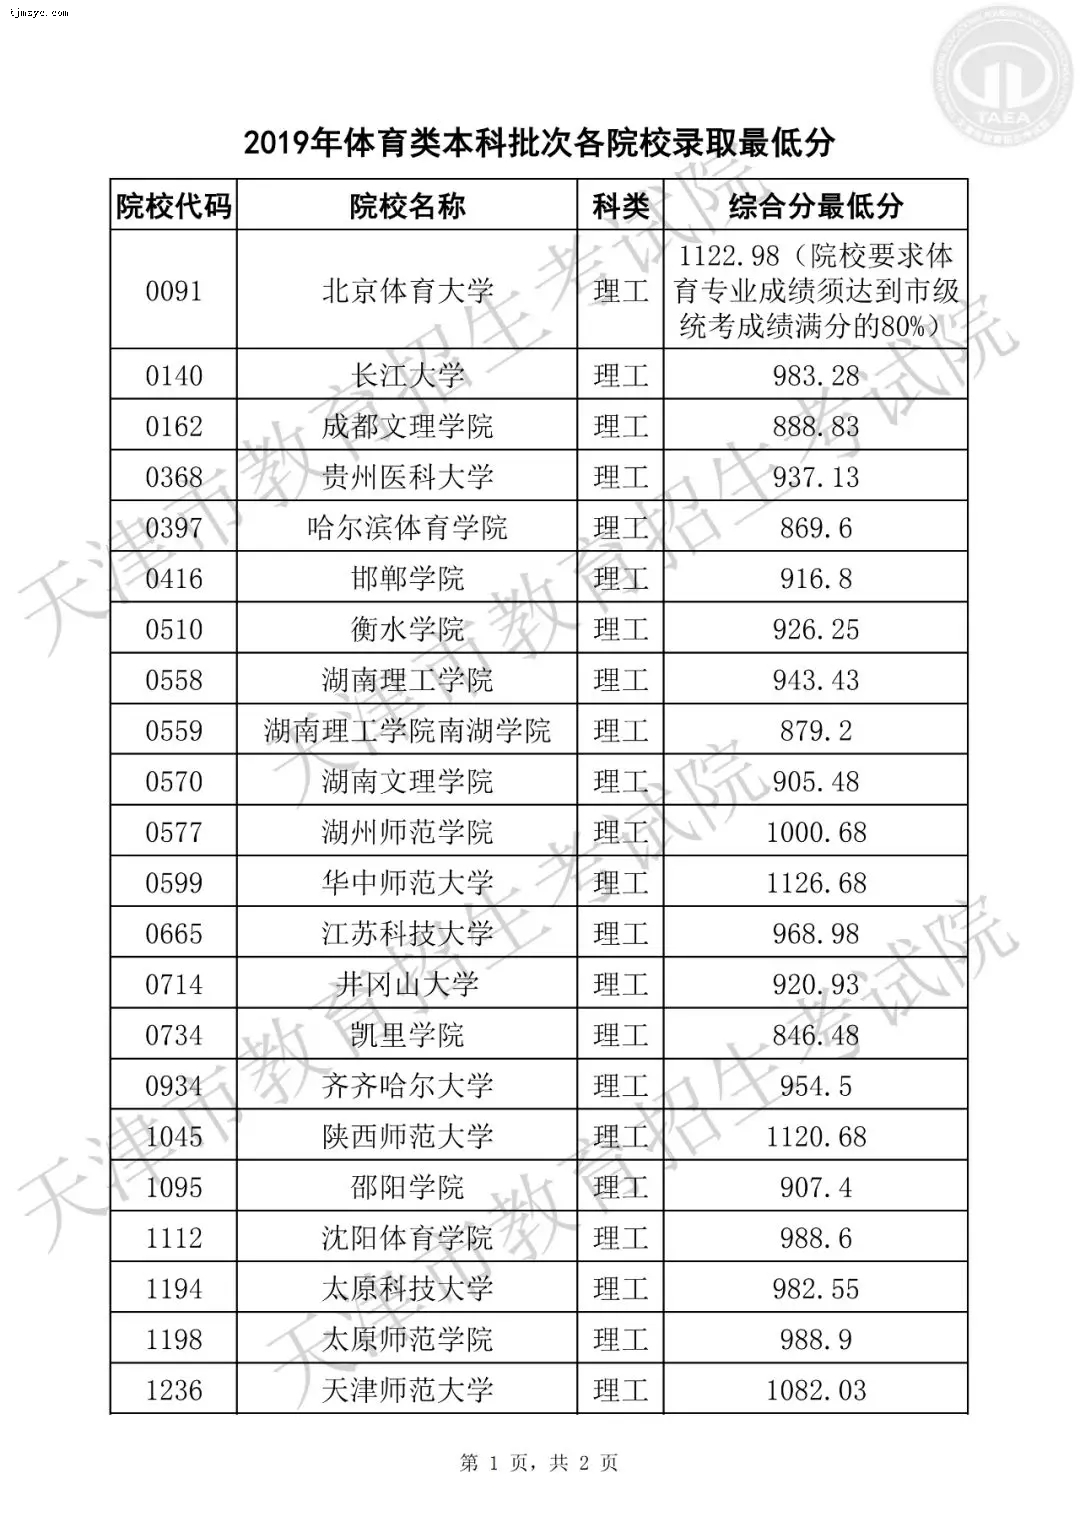 tjmsyc.com
TAEA
2019年体育类本科批次各院校录取最低分
院校代码 院校名称 科类 综合分最低分
0091 北京体育大学 理工 1122.98（院校要求体
育专业成绩须达到市级
统考成绩满分的80%）
0140 长江大学 理工 983.28
0162 成都文理学院 理工 888.83
0368 贵州医科大学 理工 937.13
0397 哈尔滨体育学院 理工 869.6
0416 邯郸学院 理工 916.8
0510 衡水学院 理工 926.25
0558 湖南理工学院 理工 943.43
0559 湖南理工学院南湖学院 理工 879.2
0570 湖南文理学院 理工 905.48
0577 湖州师范学院 理工 1000.68
0599 华中师范大学 理工 1126.68
0665 江苏科技大学 理工 968.98
0714 井冈山大学 理工 920.93
0734 凯里学院 理工 846.48
0934 齐齐哈尔大学 理工 954.5
1045 陕西师范大学 理工 1120.68
1095 邵阳学院 理工 907.4
1112 沈阳体育学院 理工 988.6
1194 太原科技大学 理工 982.55
1198 太原师范学院 理工 988.9
1236 天津师范大学 理工 1082.03
天津市教育招生考试院
天津市教育招生考试院
天津市教育招生考试院
天津市教育招生考试院
第 1 页，共 2 页